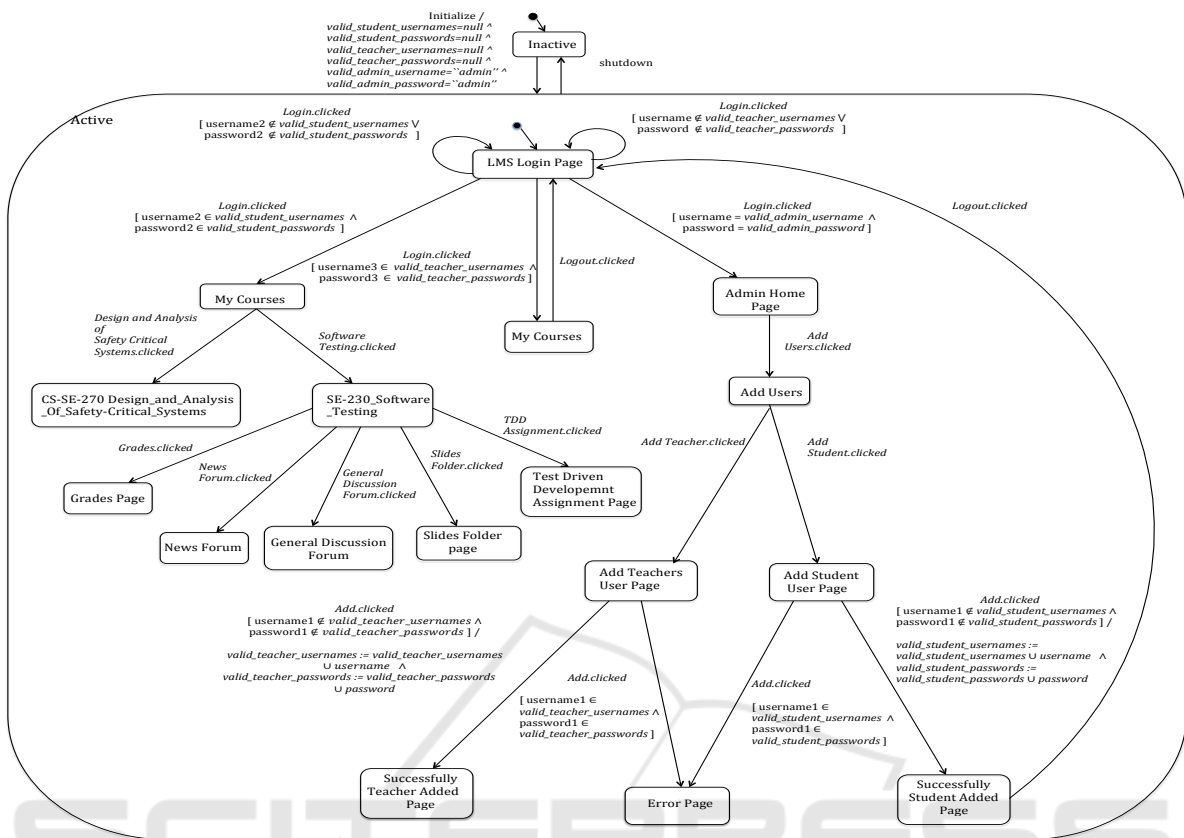 Initialize /
valid_student_usernames=null ^
valid_student_passwords=null ^
valid_teacher_usernames=null ^
valid_teacher_passwords=null ^
valid_admin_username=``admin'' ^
valid_admin_password=``admin''
Inactive
shutdown
Active
Login.clicked
[ username2 ∉ valid_student_usernames ∨
password2 ∉ valid_student_passwords ]
Login.clicked
[ username ∉ valid_teacher_usernames ∨
password ∉ valid_teacher_passwords ]
LMS Login Page
Login.clicked
[ username2 ∈ valid_student_usernames ∧
password2 ∈ valid_student_passwords ]
Login.clicked
[ username3 ∈ valid_teacher_usernames ∧
password3 ∈ valid_teacher_passwords ]
Logout.clicked
Login.clicked
[ username = valid_admin_username ∧
password = valid_admin_password ]
Logout.clicked
My Courses
My Courses
Admin Home
Page
Design and Analysis
of
Safety Critical
Systems.clicked
Software
Testing.clicked
Add
Users.clicked
CS-SE-270 Design_and_Analysis
_Of_Safety-Critical_Systems
SE-230_Software
_Testing
Add Users
Grades.clicked
News
Forum.clicked
General
Discussion
Forum.clicked
Slides
Folder.clicked
TDD
Assignment.clicked
Add Teacher.clicked
Add
Student.clicked
Grades Page
News Forum
General Discussion
Forum
Slides Folder
page
Test Driven
Developemnt
Assignment Page
Add Teachers
User Page
Add Student
User Page
Add.clicked
[ username1 ∉ valid_teacher_usernames ∧
password1 ∉ valid_teacher_passwords ] /
valid_teacher_usernames := valid_teacher_usernames
∪ username ∧
valid_teacher_passwords := valid_teacher_passwords
∪ password
Add.clicked
[ username1 ∈
valid_teacher_usernames ∧
password1 ∈
valid_teacher_passwords ]
Add.clicked
[ username1 ∈
valid_student_usernames ∧
password1 ∈
valid_student_passwords ]
Add.clicked
[ username1 ∉ valid_student_usernames ∧
password1 ∉ valid_student_passwords ] /
valid_student_usernames :=
valid_student_usernames ∪ username ∧
valid_student_passwords :=
valid_student_passwords ∪ password
Successfully
Teacher Added
Page
Error Page
Successfully
Student Added
Page
SCITEPRESS